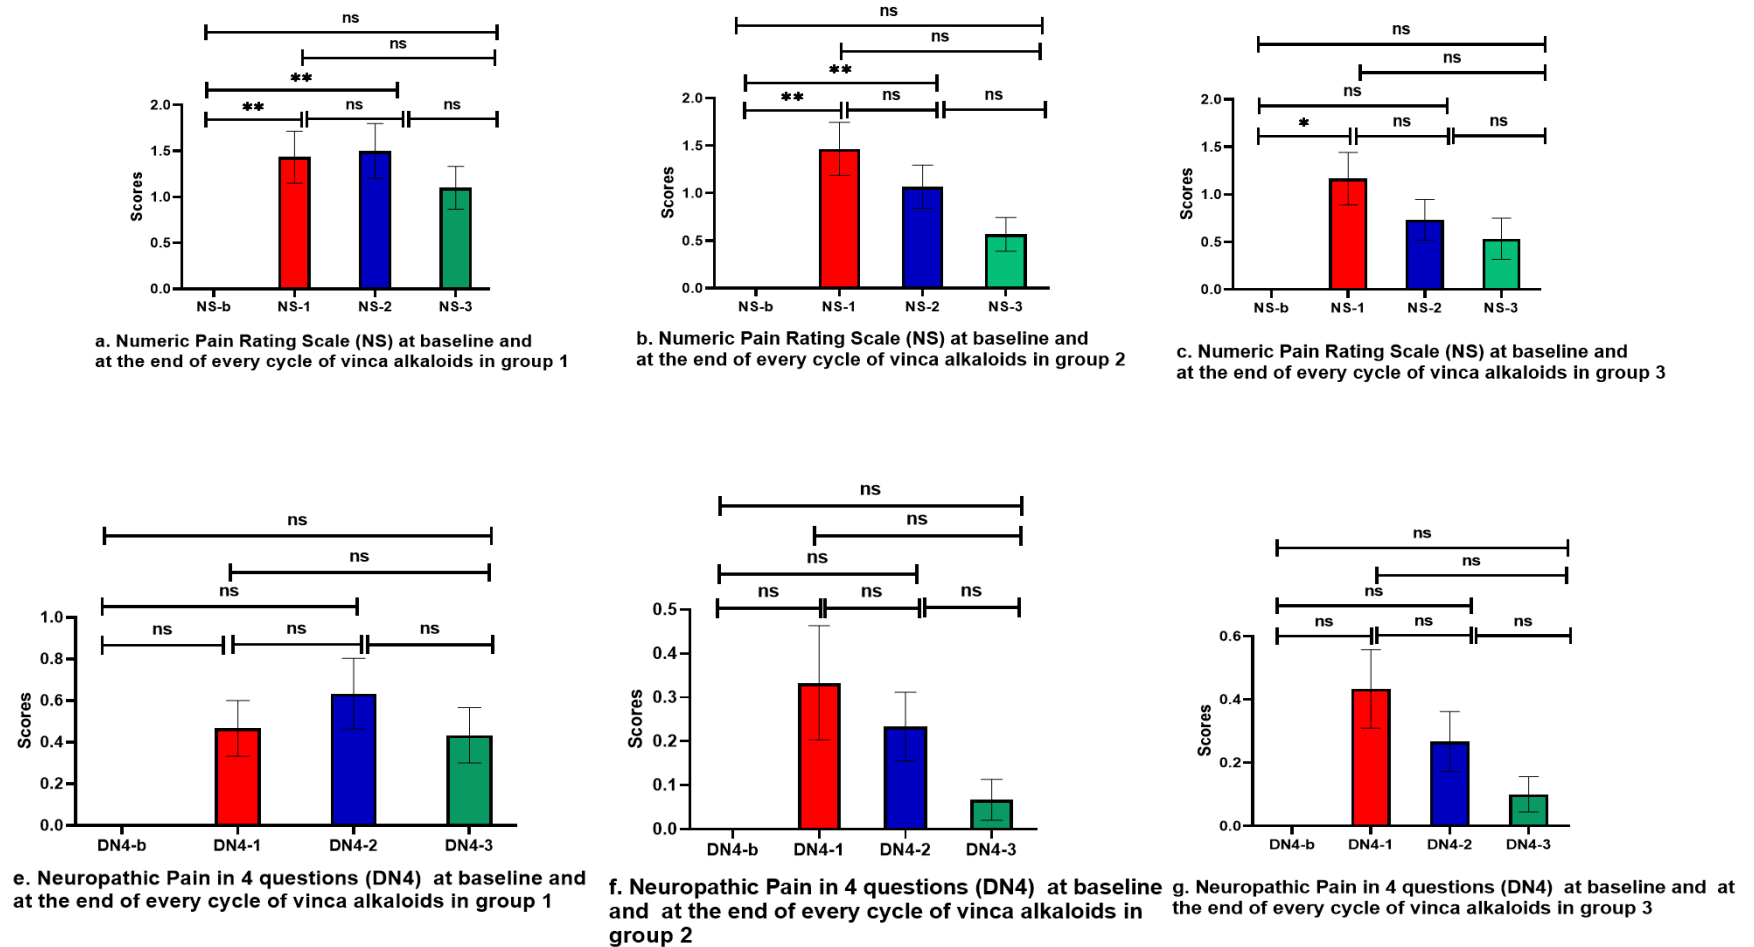 ns
ns
**
**
ns
ns
2.0
1.5
1.0
0.5
0.0
Scores
NS-b NS-1 NS-2 NS-3
a. Numeric Pain Rating Scale (NS) at baseline and
at the end of every cycle of vinca alkaloids in group 1
ns
ns
**
**
ns
ns
2.0
1.5
1.0
0.5
0.0
Scores
NS-b NS-1 NS-2 NS-3
b. Numeric Pain Rating Scale (NS) at baseline and
at the end of every cycle of vinca alkaloids in group 2
ns
ns
ns
*
ns
ns
2.0
1.5
1.0
0.5
0.0
Scores
NS-b NS-1 NS-2 NS-3
c. Numeric Pain Rating Scale (NS) at baseline and
at the end of every cycle of vinca alkaloids in group 3
ns
ns
ns
ns
ns
ns
1.0
0.8
0.6
0.4
0.2
0.0
Scores
DN4-b DN4-1 DN4-2 DN4-3
e. Neuropathic Pain in 4 questions (DN4) at baseline and
at the end of every cycle of vinca alkaloids in group 1
ns
ns
ns
ns
ns
ns
0.5
0.4
0.3
0.2
0.1
0.0
Scores
DN4-b DN4-1 DN4-2 DN4-3
f. Neuropathic Pain in 4 questions (DN4) at baseline
and at the end of every cycle of vinca alkaloids in
group 2
ns
ns
ns
ns
ns
ns
0.6
0.4
0.2
0.0
Scores
DN4-b DN4-1 DN4-2 DN4-3
g. Neuropathic Pain in 4 questions (DN4) at baseline and at
the end of every cycle of vinca alkaloids in group 3